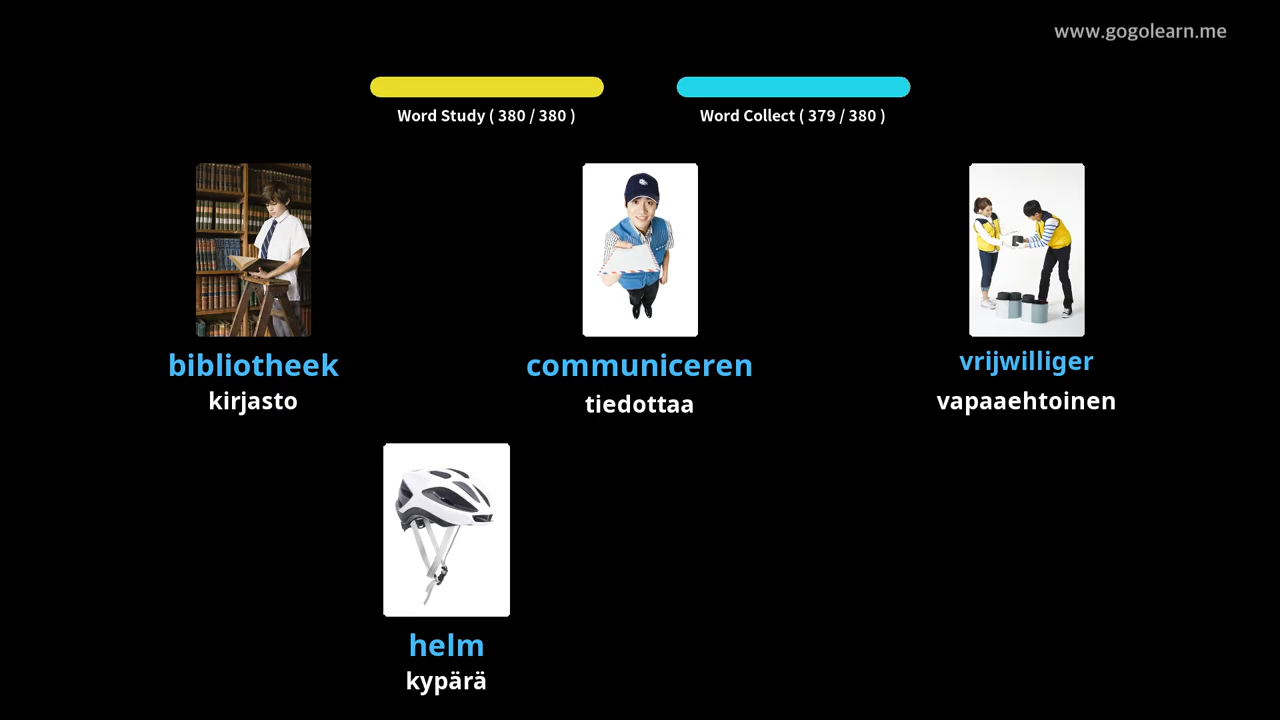 www.gogolearn.me
Word Study ( 380 / 380 )
Word Collect ( 379 / 380 )
bibliotheek
kirjasto
communiceren
tiedottaa
vrijwilliger
vapaaehtoinen
helm
kypärä